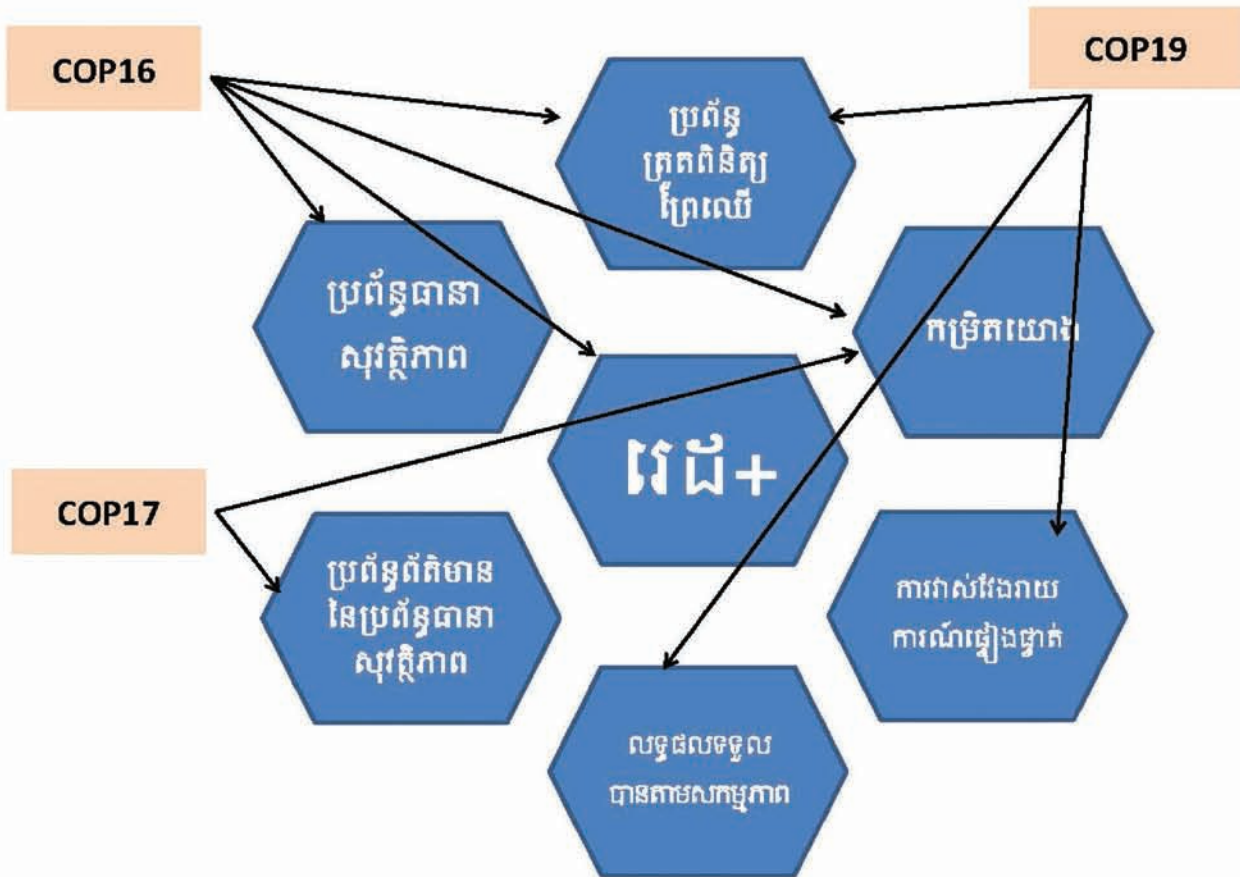 COP16
COP19
ប្រព័ន្ធ
ត្រួតពិនិត្យ
ព្រៃឈើ
ប្រព័ន្ធធានា
សុវត្ថិភាព
កម្រិតយោង
រេដ+
COP17
ប្រព័ន្ធព័ត៌មាន
នៃប្រព័ន្ធធានា
សុវត្ថិភាព
ការវាស់វែងរាយ
ការណ៍ផ្ទៀងផ្ទាត់
លទ្ធផលទទួល
បានតាមសកម្មភាព